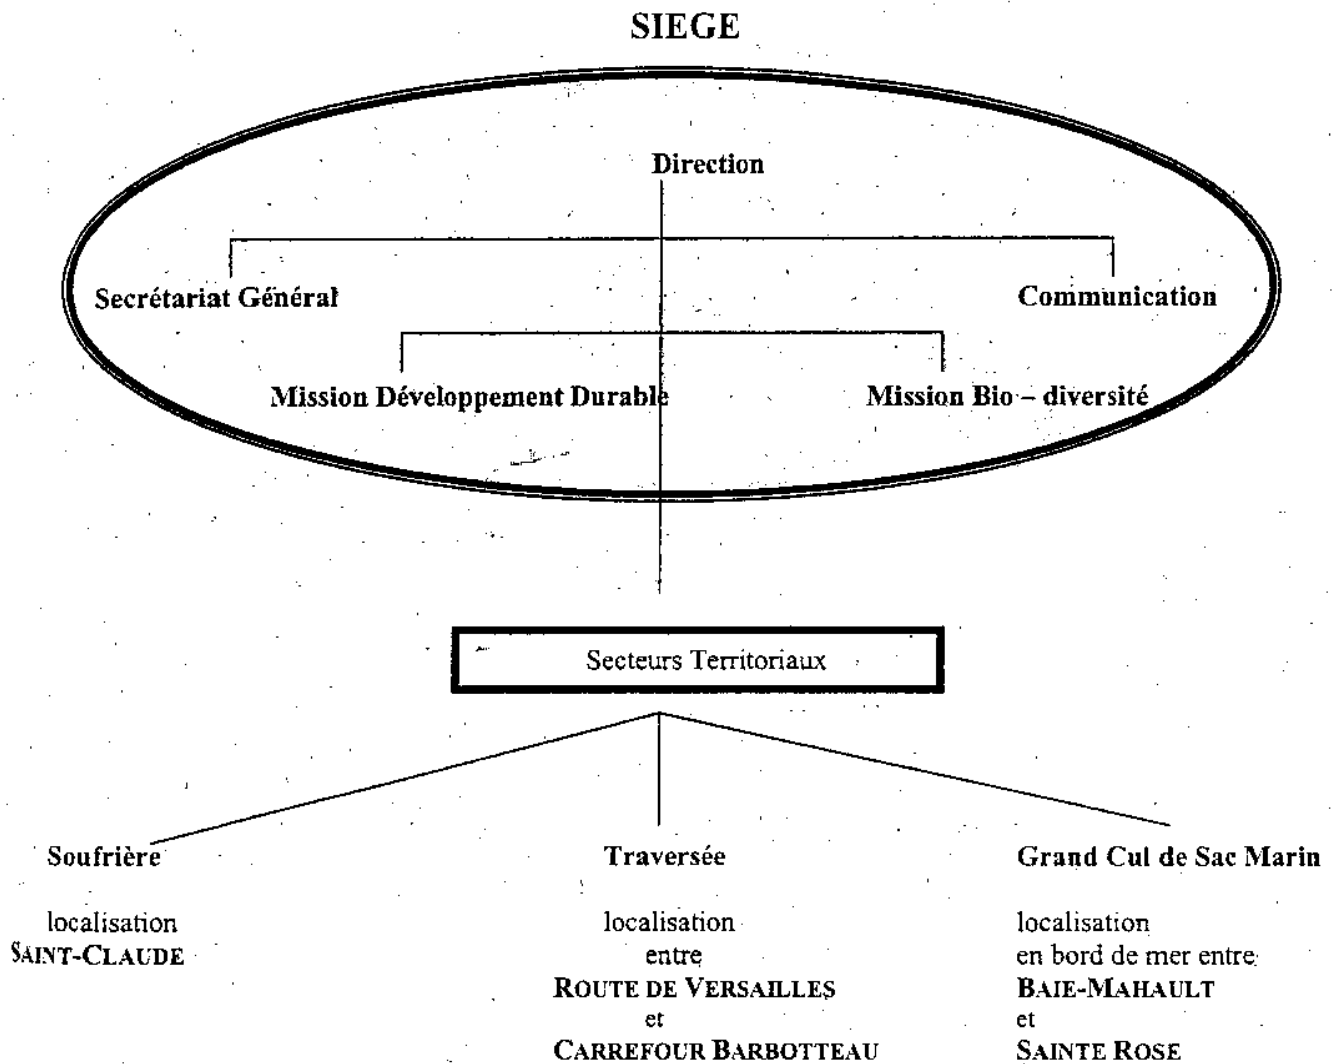 SIEGE
Direction
Secrétariat Général
Communication
Mission Développement Durable
Mission Bio – diversité
Secteurs Territoriaux
Soufrière
Traversée
Grand Cul de Sac Marin
localisation
SAINT-CLAUDE
localisation
entre
ROUTE DE VERSAILLES
et
CARREFOUR BARBOTTEAU
localisation
en bord de mer entre
BAIE-MAHAULT
et
SAINTE ROSE